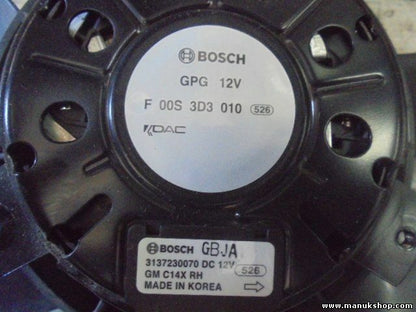 BOSCH
GPG 12V
F 00S 3D3 010 526
KDAC
BOSCH GBJA
3137230070 DC 12V 526
GM C14X RH
MADE IN KOREA
www.manukshop.com